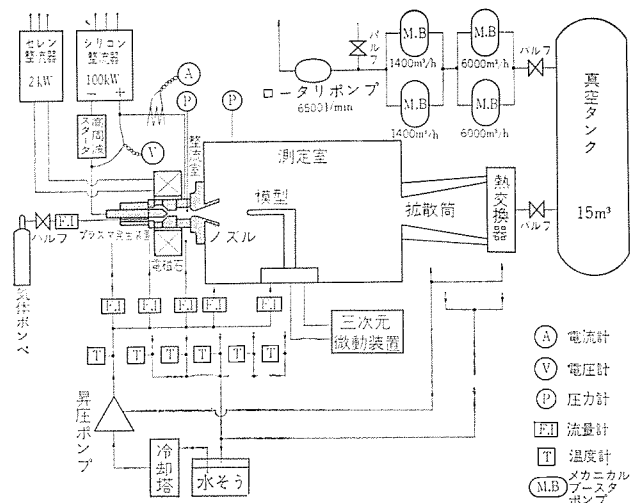 セレン
整流器
24kW
シリコン
整流器
100kW
− +
高周波
スタータ
A
P
P
V
バルブ
M.B
1400m³/h
M.B
6000m³/h
バルブ
ロータリポンプ
6500l/min
M.B
1400m³/h
M.B
6000m³/h
真空タンク
15m³
整流室
測定室
模型
拡散筒
熱交換器
バルブ
ノズル
バルブ
F.I
プラズマ発生装置
電磁石
気体ボンベ
F.I
F.I
F.I
F.I
F.I
三次元
微動装置
T
T
T
T
T
T
昇圧ポンプ
冷却塔
水そう
A 電流計
V 電圧計
P 圧力計
F.I 流量計
T 温度計
M.B メカニカル
ブースタ
ポンプ